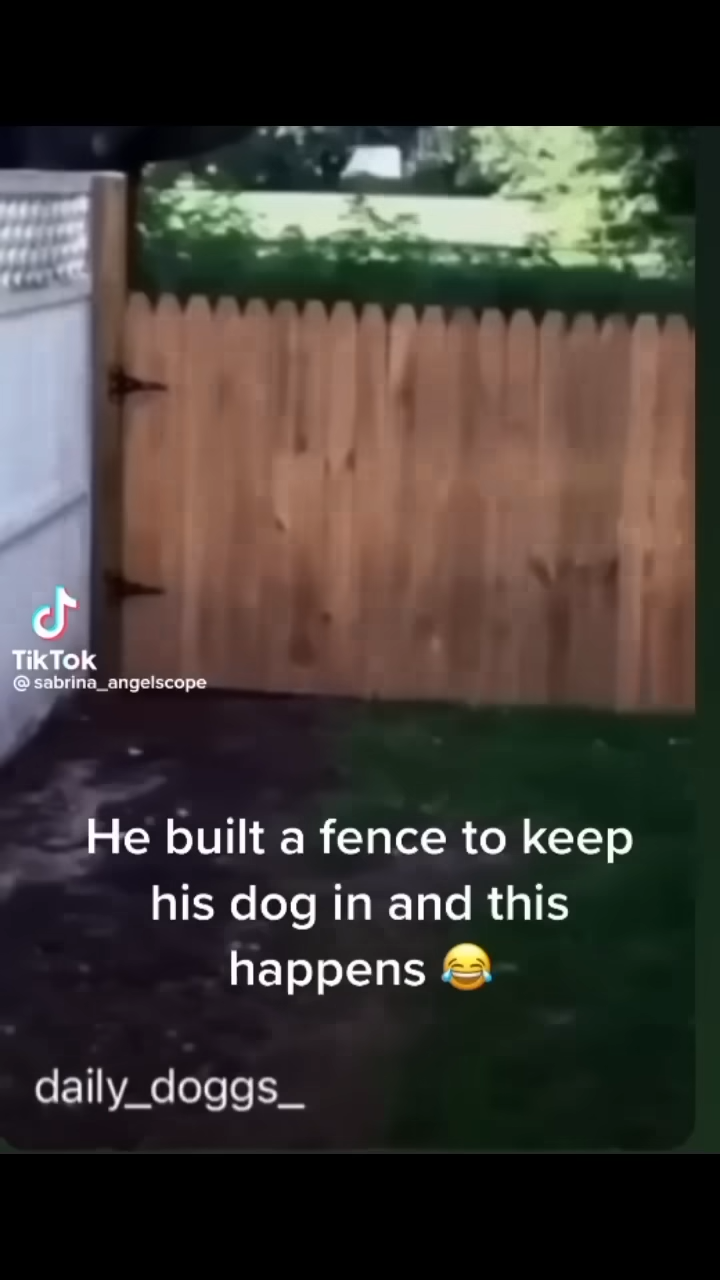 TikTok
@sabrina_angelscope
He built a fence to keep
his dog in and this
happens 😂
daily_doggs_